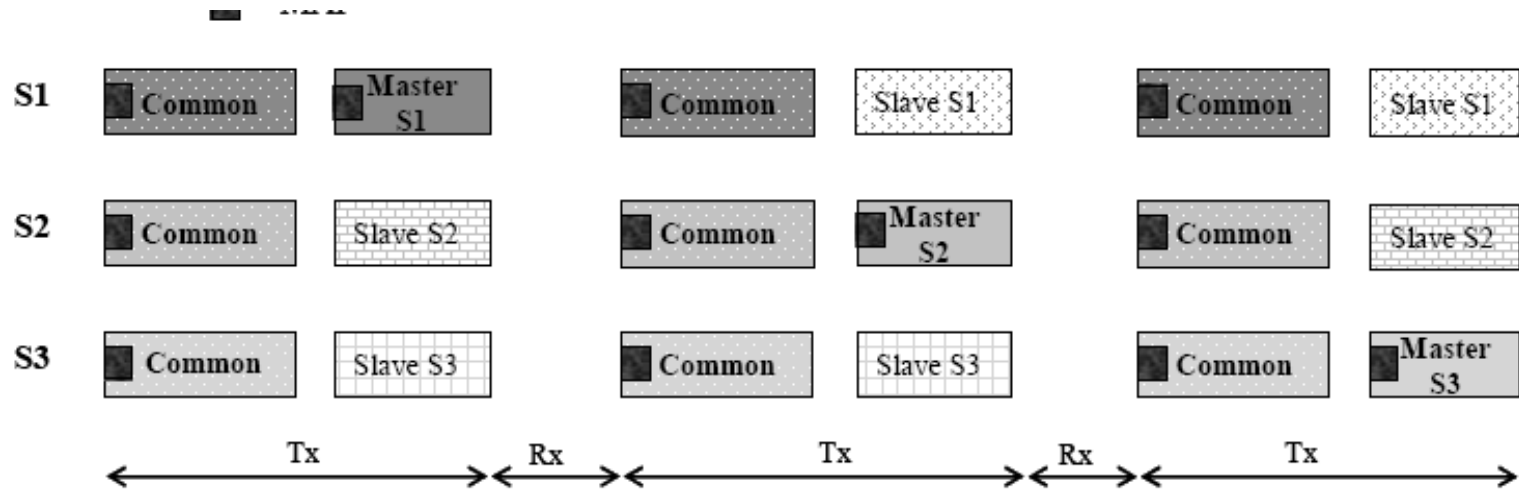 S1 Common Master S1 Common Slave S1 Common Slave S1
S2 Common Slave S2 Common Master S2 Common Slave S2
S3 Common Slave S3 Common Slave S3 Common Master S3
Tx Rx Tx Rx Tx